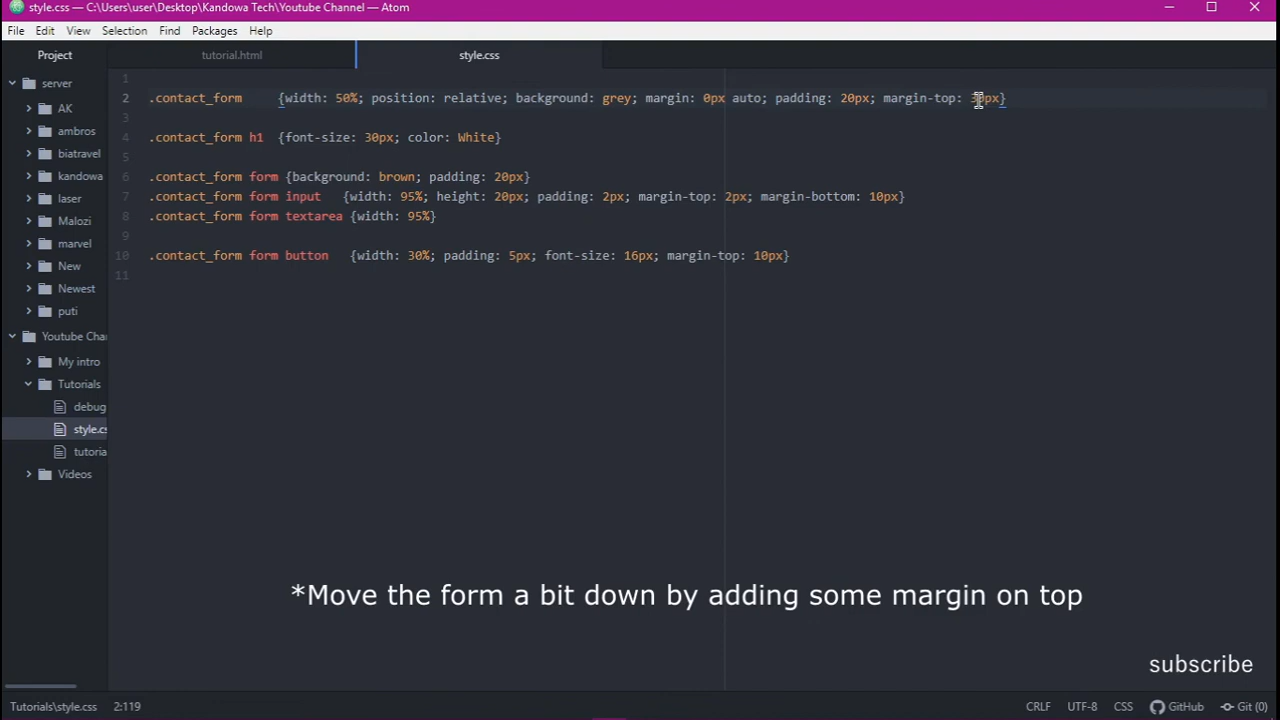 style.css — C:\Users\user\Desktop\Kandowa Tech\Youtube Channel — Atom
File Edit View Selection Find Packages Help
Project
tutorial.html
style.css
server
AK
ambros
biatravel
kandowa
laser
Malozi
marvel
New
Newest
puti
Youtube Cha
My intro
Tutorials
debug
style.cs
tutoria
Videos
1
2 .contact_form {width: 50%; position: relative; background: grey; margin: 0px auto; padding: 20px; margin-top: 30px}
3
4 .contact_form h1 {font-size: 30px; color: White}
5
6 .contact_form form {background: brown; padding: 20px}
7 .contact_form form input {width: 95%; height: 20px; padding: 2px; margin-top: 2px; margin-bottom: 10px}
8 .contact_form form textarea {width: 95%}
9
10 .contact_form form button {width: 30%; padding: 5px; font-size: 16px; margin-top: 10px}
11
*Move the form a bit down by adding some margin on top
subscribe
Tutorials\style.css 2:119 CRLF UTF-8 CSS GitHub Git (0)